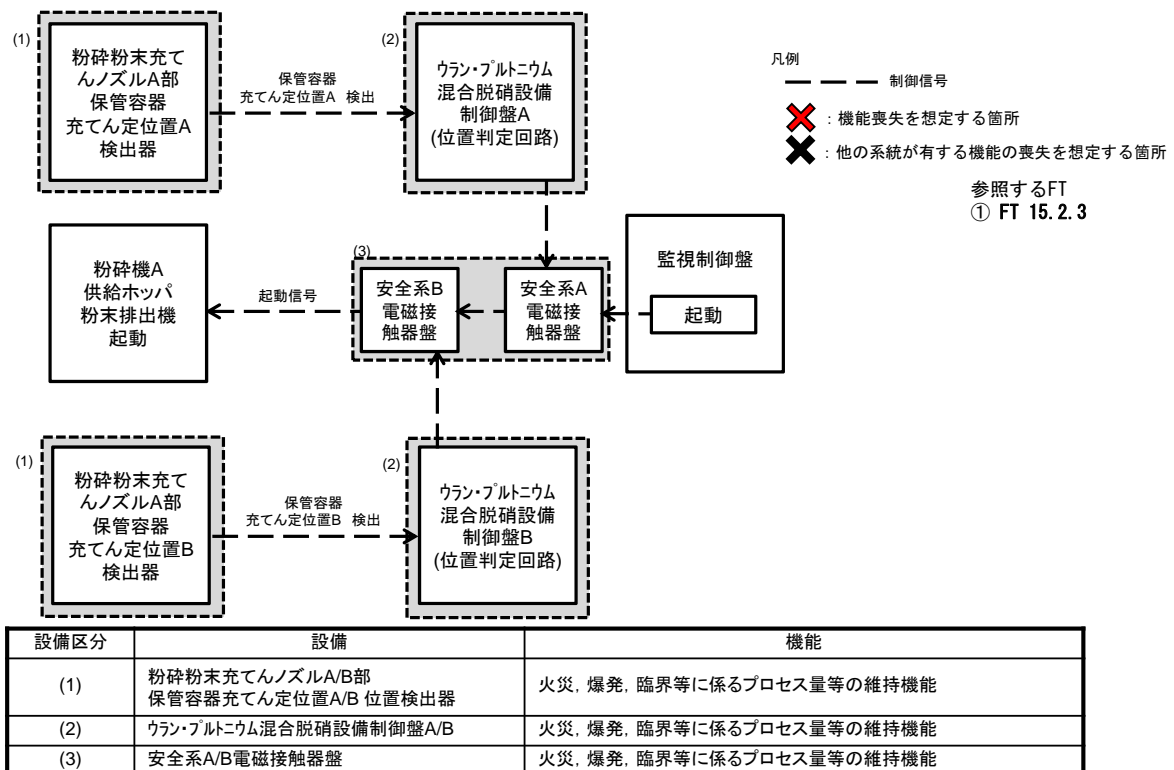 (1)
粉砕粉末充て
んノズルA部
保管容器
充てん定位置A
検出器
保管容器
充てん定位置A 検出
(2)
ウラン・プルトニウム
混合脱硝設備
制御盤A
(位置判定回路)
凡例
制御信号
：機能喪失を想定する箇所
：他の系統が有する機能の喪失を想定する箇所
参照するFT
① FT 15.2.3
粉砕機A
供給ホッパ
粉末排出機
起動
起動信号
(3)
安全系B
電磁接
触器盤
安全系A
電磁接
触器盤
監視制御盤
起動
(1)
粉砕粉末充て
んノズルA部
保管容器
充てん定位置B
検出器
保管容器
充てん定位置B 検出
(2)
ウラン・プルトニウム
混合脱硝設備
制御盤B
(位置判定回路)
設備区分 設備 機能
(1) 粉砕粉末充てんノズルA/B部
保管容器充てん定位置A/B 位置検出器 火災，爆発，臨界等に係るプロセス量等の維持機能
(2) ウラン・プルトニウム混合脱硝設備制御盤A/B 火災，爆発，臨界等に係るプロセス量等の維持機能
(3) 安全系A/B電磁接触器盤 火災，爆発，臨界等に係るプロセス量等の維持機能